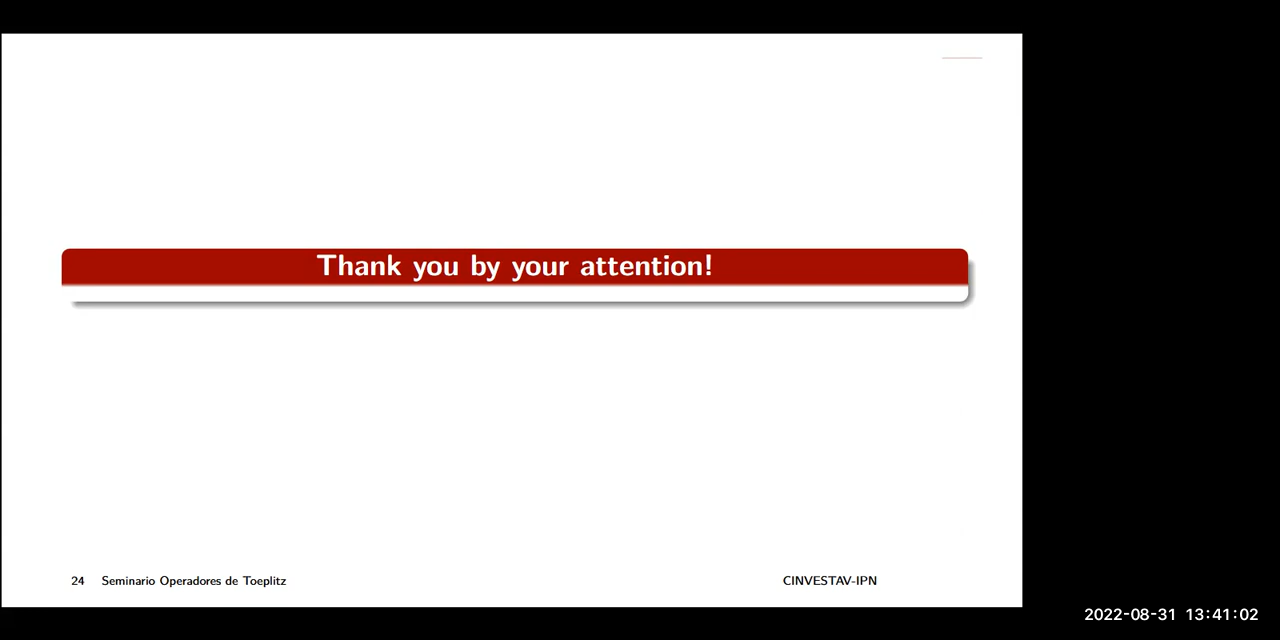 Thank you by your attention!
24 Seminario Operadores de Toeplitz CINVESTAV-IPN
2022-08-31 13:41:02